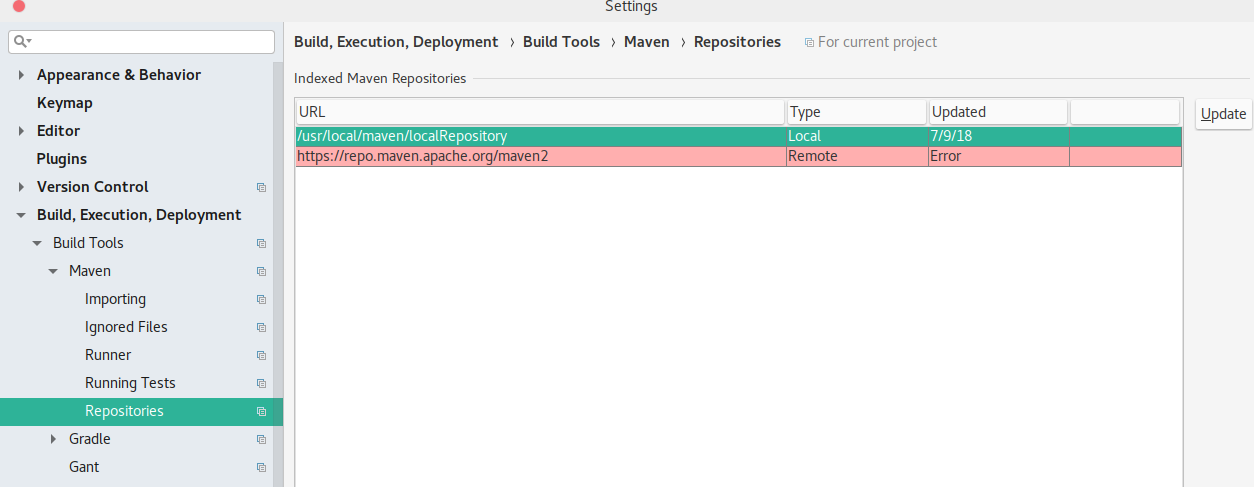 Settings
Appearance & Behavior
Keymap
Editor
Plugins
Version Control
Build, Execution, Deployment
Build Tools
Maven
Importing
Ignored Files
Runner
Running Tests
Repositories
Gradle
Gant
Build, Execution, Deployment › Build Tools › Maven › Repositories For current project
Indexed Maven Repositories
URL Type Updated
/usr/local/maven/localRepository Local 7/9/18
https://repo.maven.apache.org/maven2 Remote Error
Update